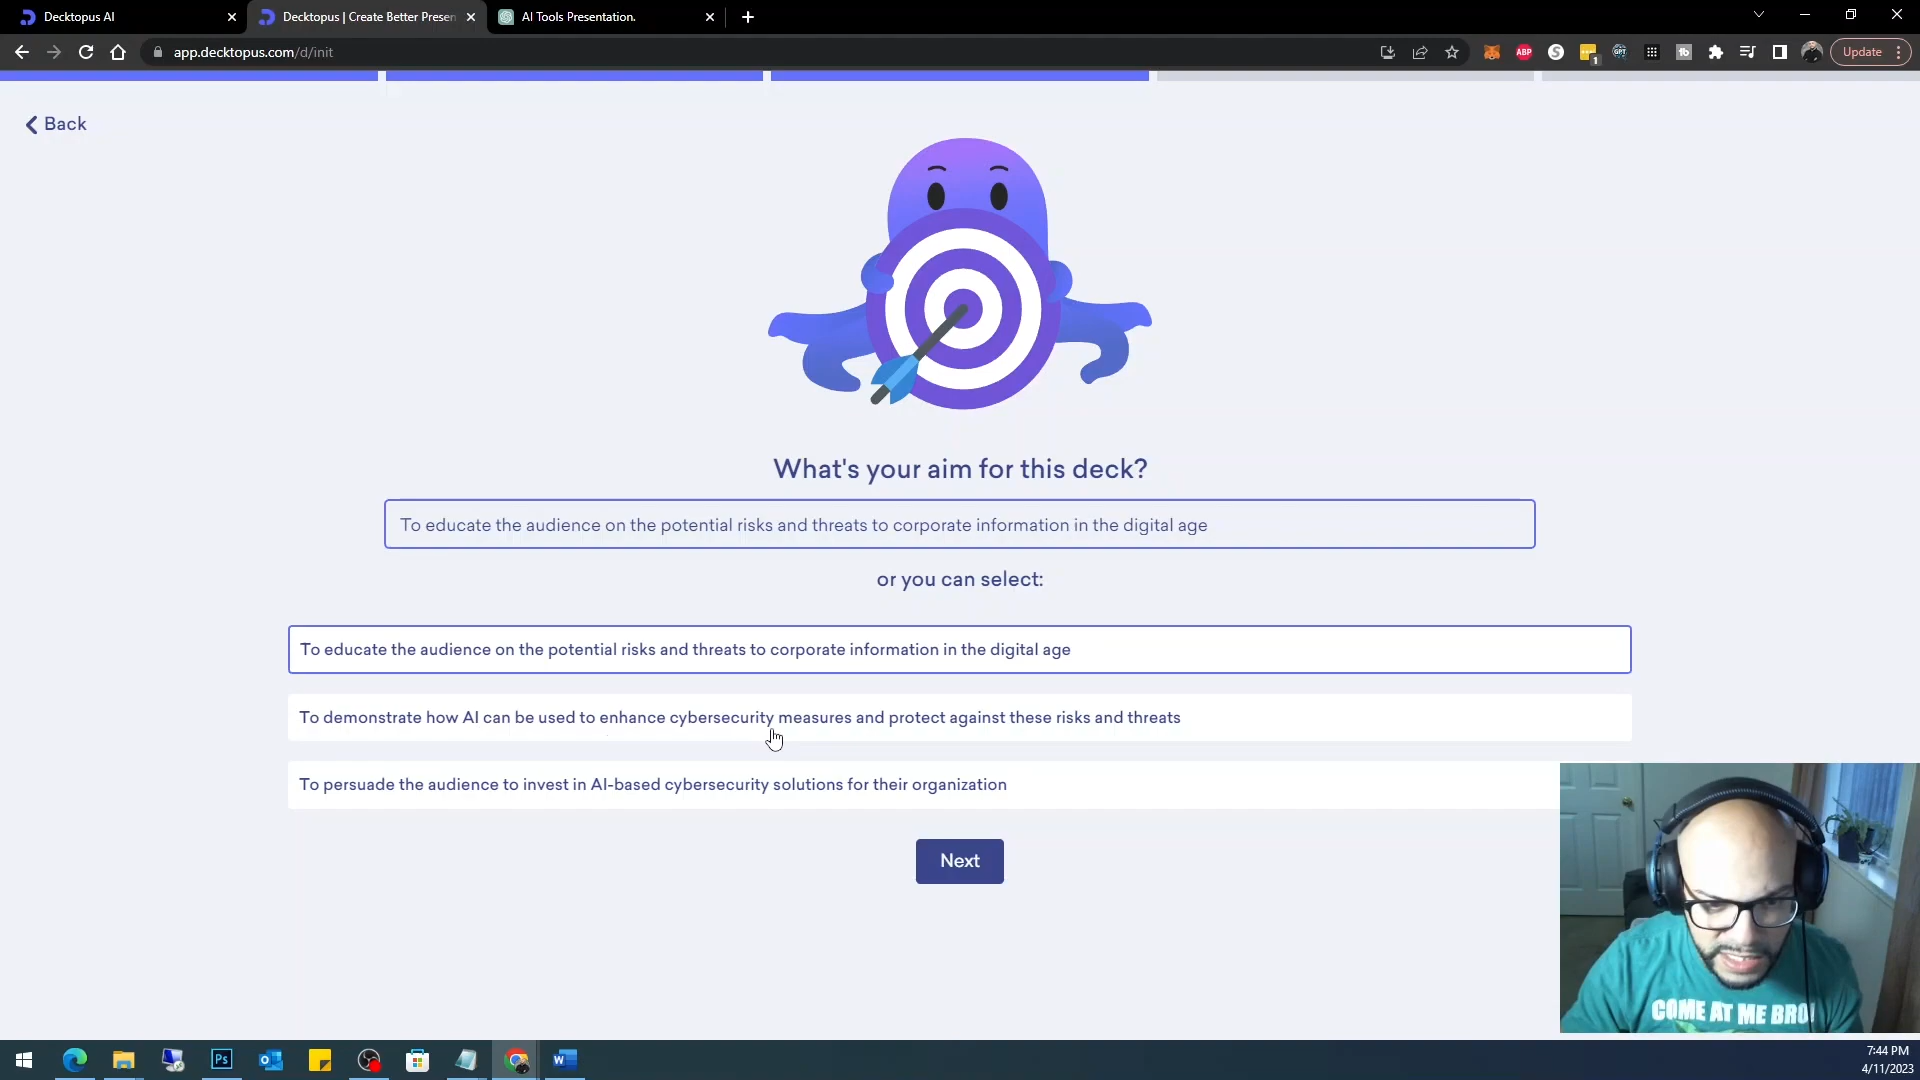 Decktopus AI
Decktopus | Create Better Presen
AI Tools Presentation.
app.decktopus.com/d/init
ABP
S
1
GPT
tb
Update
Back
What's your aim for this deck?
To educate the audience on the potential risks and threats to corporate information in the digital age
or you can select:
To educate the audience on the potential risks and threats to corporate information in the digital age
To demonstrate how AI can be used to enhance cybersecurity measures and protect against these risks and threats
To persuade the audience to invest in AI-based cybersecurity solutions for their organization
Next
COME AT ME BRO!
Ps
W
7:44 PM
4/11/2023